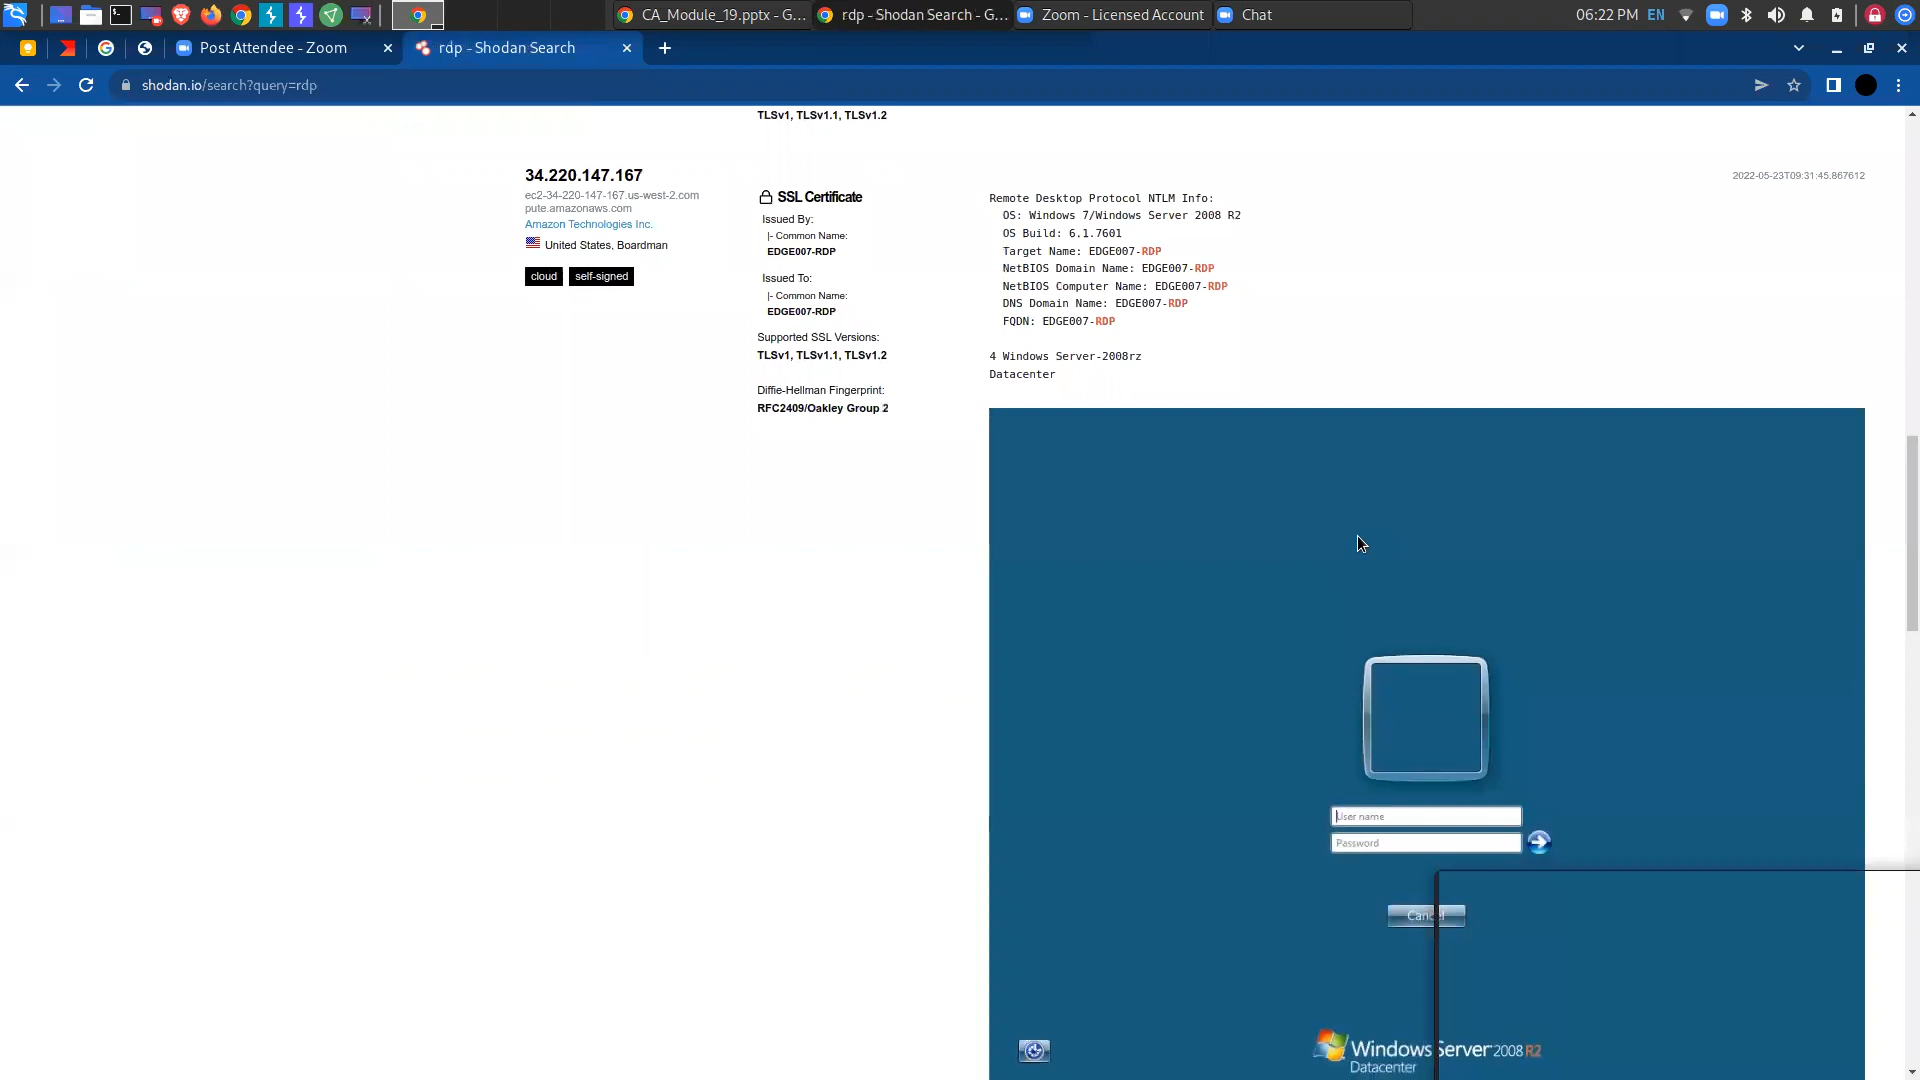 CA_Module_19.pptx - G...
rdp - Shodan Search - G...
Zoom - Licensed Account
Chat
06:22 PM
EN
Post Attendee - Zoom
rdp - Shodan Search
shodan.io/search?query=rdp
TLSv1, TLSv1.1, TLSv1.2
34.220.147.167
ec2-34-220-147-167.us-west-2.com
pute.amazonaws.com
Amazon Technologies Inc.
United States, Boardman
cloud
self-signed
SSL Certificate
Issued By:
|- Common Name:
EDGE007-RDP
Issued To:
|- Common Name:
EDGE007-RDP
Supported SSL Versions:
TLSv1, TLSv1.1, TLSv1.2
Diffie-Hellman Fingerprint:
RFC2409/Oakley Group 2
2022-05-23T09:31:45.867612
Remote Desktop Protocol NTLM Info:
OS: Windows 7/Windows Server 2008 R2
OS Build: 6.1.7601
Target Name: EDGE007-RDP
NetBIOS Domain Name: EDGE007-RDP
NetBIOS Computer Name: EDGE007-RDP
DNS Domain Name: EDGE007-RDP
FQDN: EDGE007-RDP
4 Windows Server-2008rz
Datacenter
User name
Password
Cancel
Windows Server 2008 R2
Datacenter